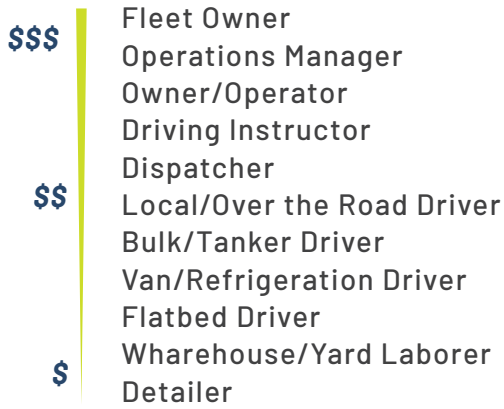 $$$
Fleet Owner
Operations Manager
Owner/Operator
Driving Instructor
Dispatcher
$$
Local/Over the Road Driver
Bulk/Tanker Driver
Van/Refrigeration Driver
Flatbed Driver
Wharehouse/Yard Laborer
$
Detailer